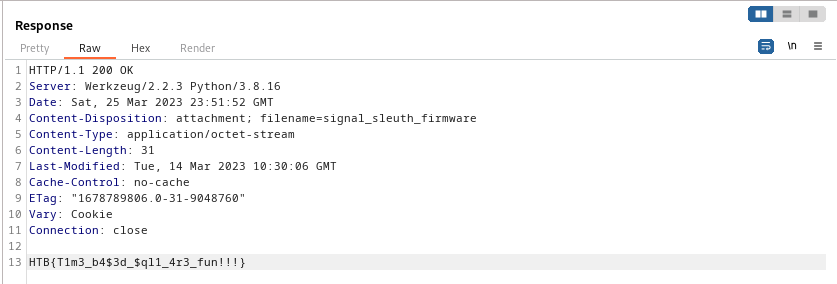 Response
Pretty Raw Hex Render
\n
1 HTTP/1.1 200 OK
2 Server: Werkzeug/2.2.3 Python/3.8.16
3 Date: Sat, 25 Mar 2023 23:51:52 GMT
4 Content-Disposition: attachment; filename=signal_sleuth_firmware
5 Content-Type: application/octet-stream
6 Content-Length: 31
7 Last-Modified: Tue, 14 Mar 2023 10:30:06 GMT
8 Cache-Control: no-cache
9 ETag: "1678789806.0-31-9048760"
10 Vary: Cookie
11 Connection: close
12
13 HTB{T1m3_b4$3d_$ql1_4r3_fun!!!}